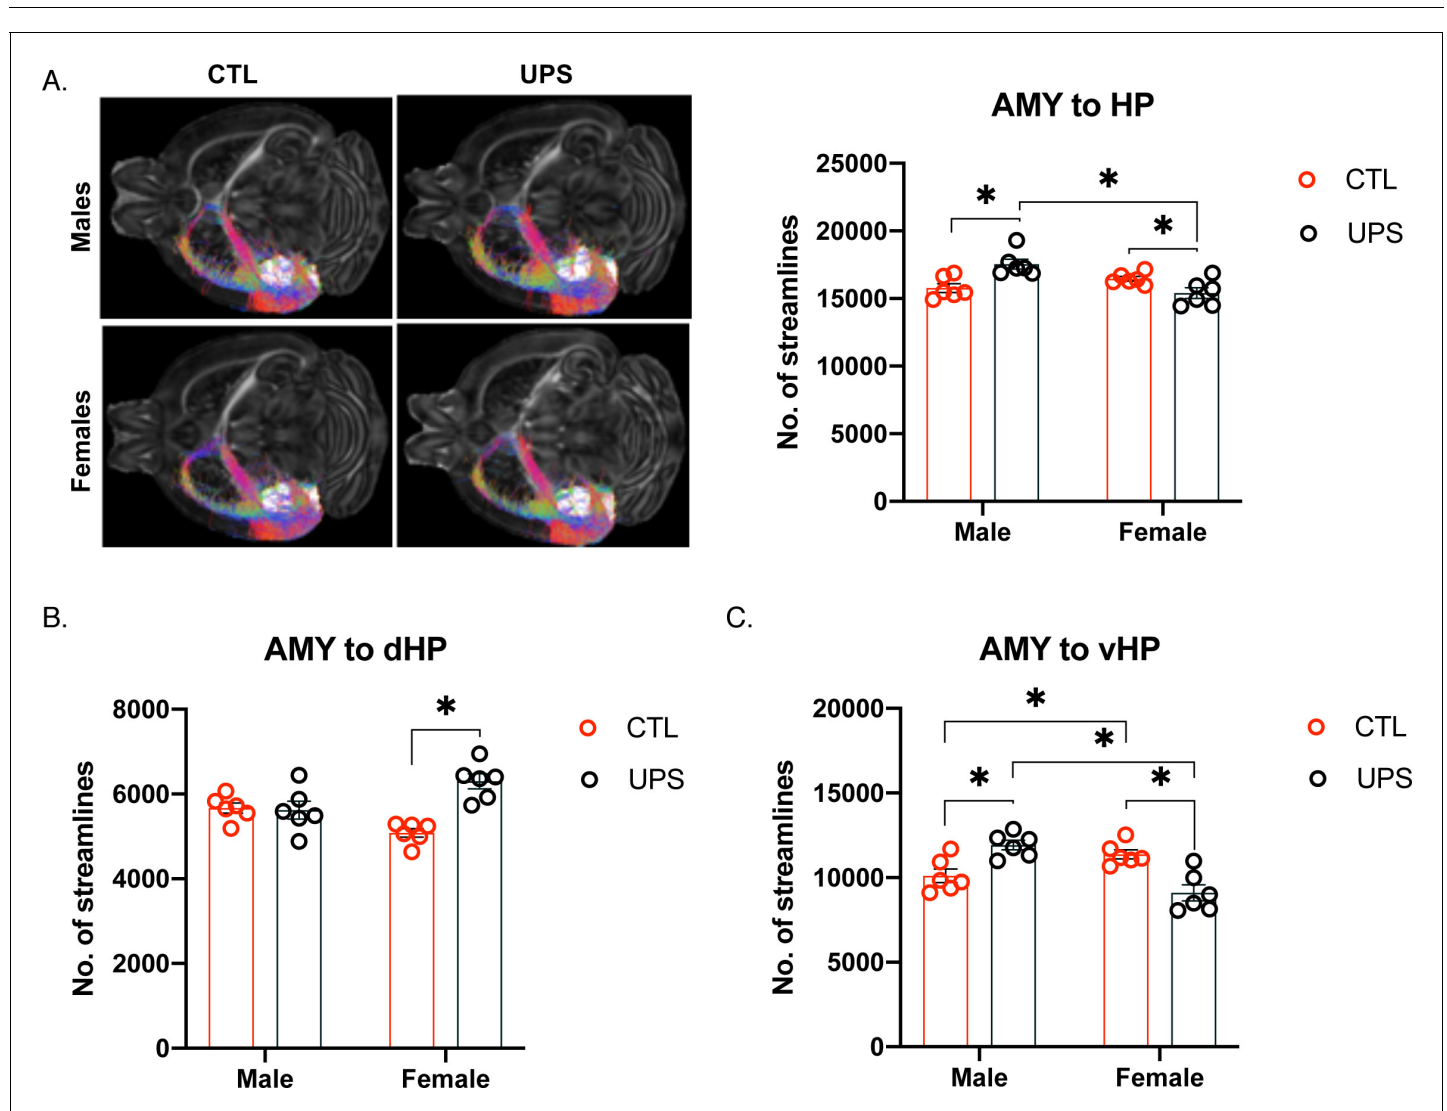 A.
CTL
UPS
Males
Females
AMY to HP
No. of streamlines
25000
20000
15000
10000
5000
0
*
*
*
Male
Female
CTL
UPS
B.
AMY to dHP
No. of streamlines
8000
6000
4000
2000
0
*
Male
Female
CTL
UPS
C.
AMY to vHP
No. of streamlines
20000
15000
10000
5000
0
*
*
*
*
Male
Female
CTL
UPS